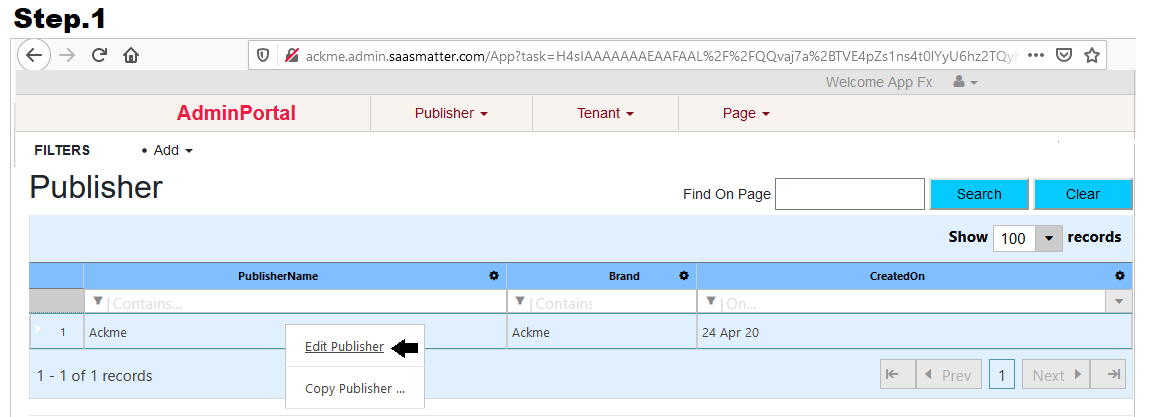 Step.1
ackme.admin.saasmatter.com/App?task=H4sIAAAAAAAEAAFAAL%2F%2FQQvaj7a%2BTVE4pZs1ns4t0lYyU6hz2TQyH
Welcome App Fx
AdminPortal Publisher Tenant Page
FILTERS • Add
Publisher
Find On Page Search Clear
Show 100 records
PublisherName Brand CreatedOn
Contains... Contains On...
1 Ackme Ackme 24 Apr 20
Edit Publisher
1 - 1 of 1 records Prev 1 Next
Copy Publisher ...